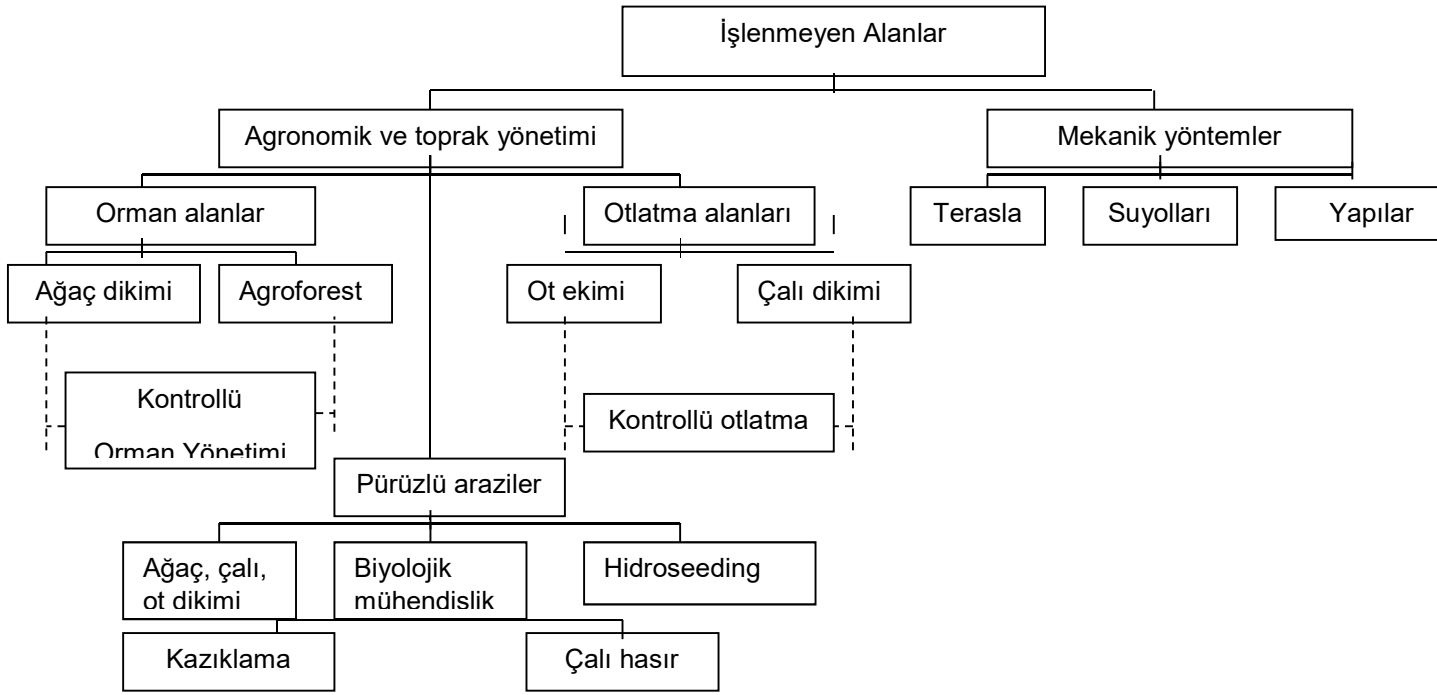 İşlenmeyen Alanlar
Agronomik ve toprak yönetimi
Mekanik yöntemler
Orman alanlar
Otlatma alanları
Terasla
Suyolları
Yapılar
Ağaç dikimi
Agroforest
Ot ekimi
Çalı dikimi
Kontrollü
Orman Yönetimi
Kontrollü otlatma
Pürüzlü araziler
Ağaç, çalı,
ot dikimi
Biyolojik
mühendislik
Hidroseeding
Kazıklama
Çalı hasır